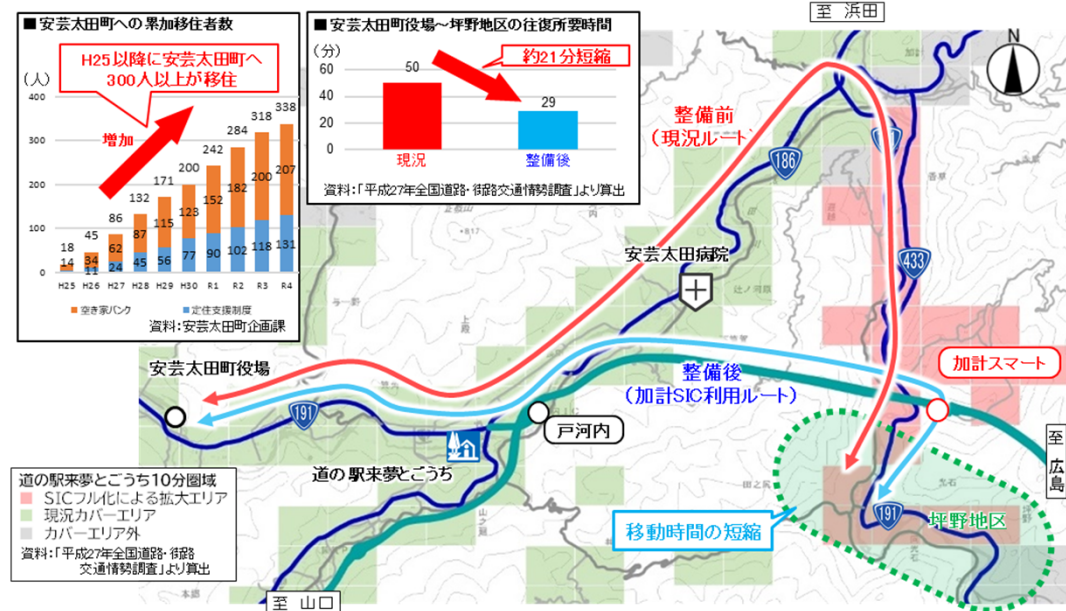 ■ 安芸太田町への累加移住者数
(人)
H25以降に安芸太田町へ
300人以上が移住
増加
400
300
200
100
0
18
45
86
132
171
200
242
284
318
338
14
34
62
87
115
123
152
182
200
207
11
24
45
56
77
90
102
118
131
H25
H26
H27
H28
H29
H30
R1
R2
R3
R4
■ 空き家バンク
■ 定住支援制度
資料:安芸太田町企画課
■ 安芸太田町役場～坪野地区の往復所要時間
(分)
60
40
20
0
50
29
約21分短縮
現況
整備後
資料:「平成27年全国道路・街路交通情勢調査」より算出
至 浜田
N
整備前
(現況ルート)
186
433
安芸太田病院
安芸太田町役場
191
整備後
(加計SIC利用ルート)
加計スマート
戸河内
道の駅来夢とごうち
至 広島
191
坪野地区
移動時間の短縮
道の駅来夢とごうち10分圏域
SICフル化による拡大エリア
現況カバーエリア
カバーエリア外
資料:「平成27年全国道路・街路
交通情勢調査」より算出
至 山口